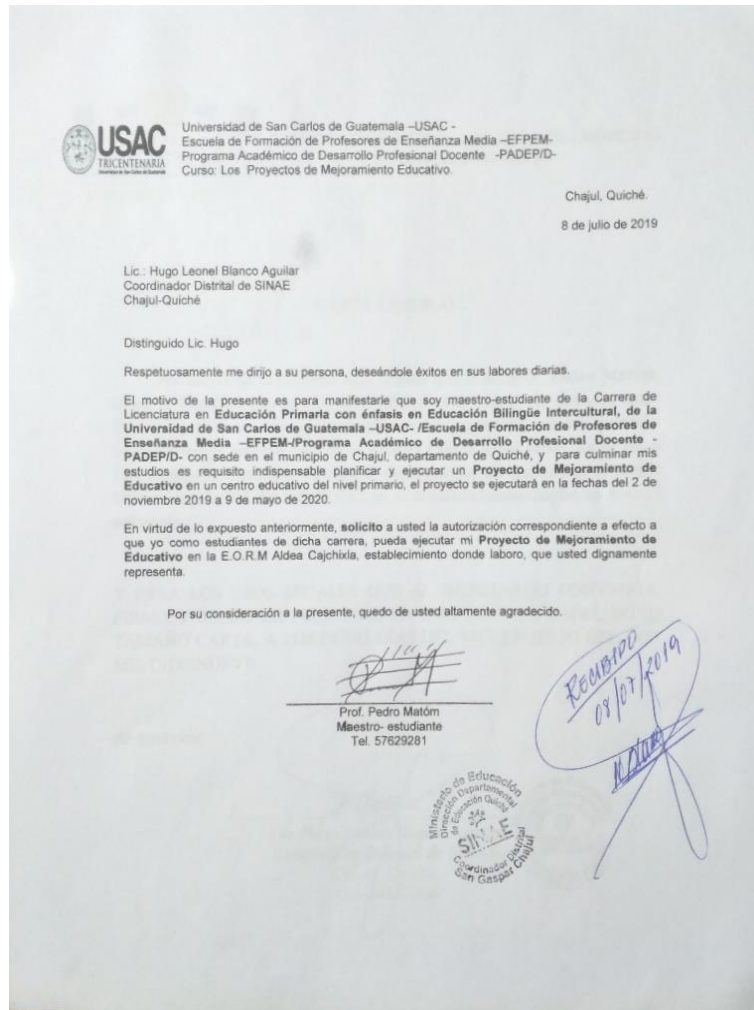 USAC
TRICENTENARIA
Universidad de San Carlos de Guatemala
Universidad de San Carlos de Guatemala –USAC -
Escuela de Formación de Profesores de Enseñanza Media –EFPEM-
Programa Académico de Desarrollo Profesional Docente -PADEP/D-
Curso: Los Proyectos de Mejoramiento Educativo.
Chajul, Quiché.
8 de julio de 2019
Lic.: Hugo Leonel Blanco Aguilar
Coordinador Distrital de SINAE
Chajul-Quiché
Distinguido Lic. Hugo
Respetuosamente me dirijo a su persona, deseándole éxitos en sus labores diarias.
El motivo de la presente es para manifestarle que soy maestro-estudiante de la Carrera de
Licenciatura en Educación Primaria con énfasis en Educación Bilingüe Intercultural, de la
Universidad de San Carlos de Guatemala –USAC- /Escuela de Formación de Profesores de
Enseñanza Media –EFPEM-/Programa Académico de Desarrollo Profesional Docente -
PADEP/D- con sede en el municipio de Chajul, departamento de Quiché, y para culminar mis
estudios es requisito indispensable planificar y ejecutar un Proyecto de Mejoramiento de
Educativo en un centro educativo del nivel primario, el proyecto se ejecutará en la fechas del 2 de
noviembre 2019 a 9 de mayo de 2020.
En virtud de lo expuesto anteriormente, solicito a usted la autorización correspondiente a efecto a
que yo como estudiantes de dicha carrera, pueda ejecutar mi Proyecto de Mejoramiento de
Educativo en la E.O.R.M Aldea Cajchixla, establecimiento donde laboro, que usted dignamente
representa.
Por su consideración a la presente, quedo de usted altamente agradecido.
Prof. Pedro Matóm
Maestro- estudiante
Tel. 57629281
RECIBIDO
08/07/2019
Ministerio de Educación
Dirección Departamental
de Educación Quiché
SINAE
Coordinador Distrital
San Gaspar Chajul